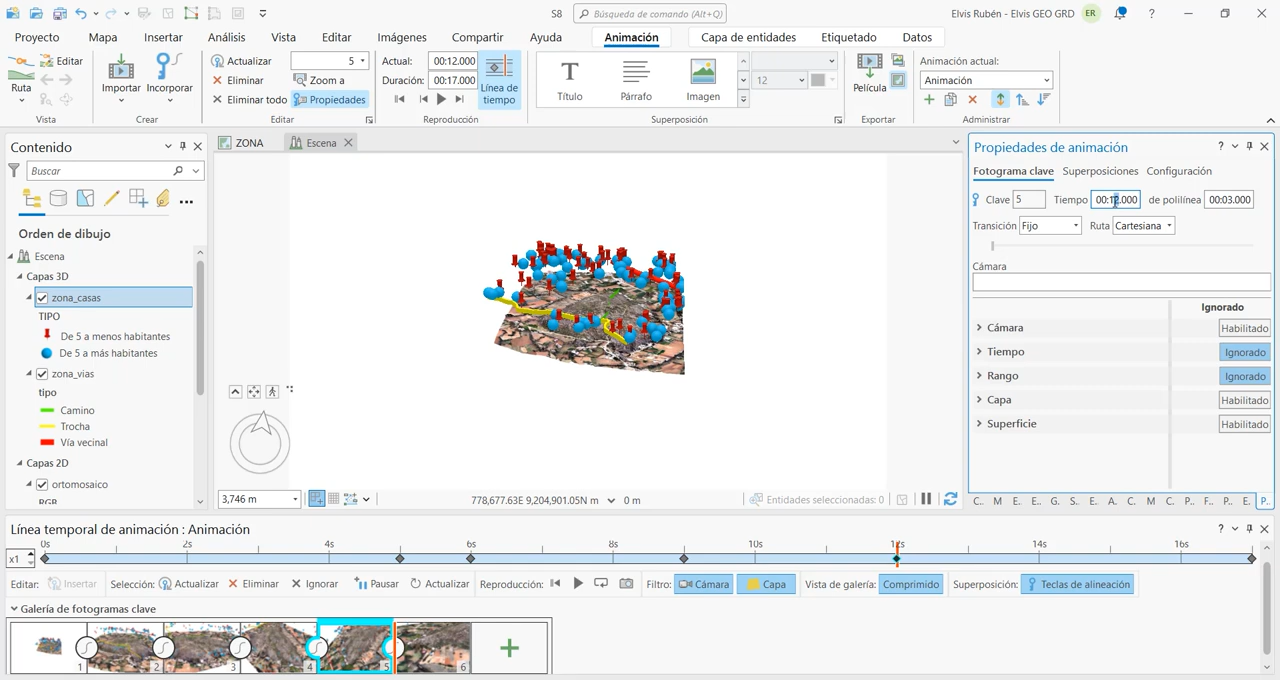 S8
Búsqueda de comando (Alt+Q)
Elvis Rubén - Elvis GEO GRD
ER
Proyecto
Mapa
Insertar
Análisis
Vista
Editar
Imágenes
Compartir
Ayuda
Animación
Capa de entidades
Etiquetado
Datos
Ruta
Editar
Vista
Importar
Incorporar
Crear
Actualizar
5
Eliminar
Zoom a
Eliminar todo
Propiedades
Editar
Actual:
00:12.000
Duración:
00:17.000
Línea de tiempo
Reproducción
Título
Párrafo
Imagen
12
Superposición
Película
Exportar
Animación actual:
Animación
Administrar
Contenido
Buscar
Orden de dibujo
Escena
Capas 3D
zona_casas
TIPO
De 5 a menos habitantes
De 5 a más habitantes
zona_vias
tipo
Camino
Trocha
Vía vecinal
Capas 2D
ortomosaico
RGB
ZONA
Escena
3,746 m
778,677.63E 9,204,901.05N m
0 m
Entidades seleccionadas: 0
Propiedades de animación
Fotograma clave
Superposiciones
Configuración
Clave
5
Tiempo
00:12.000
de polilínea
00:03.000
Transición
Fijo
Ruta
Cartesiana
Cámara
Ignorado
Cámara
Habilitado
Tiempo
Ignorado
Rango
Ignorado
Capa
Habilitado
Superficie
Habilitado
C... M E... E... G. S... E... A... C... M C... P... F... P... E. P...
Línea temporal de animación : Animación
0s 2s 4s 6s 8s 10s 12s 14s 16s
x1
Editar:
Insertar
Selección:
Actualizar
Eliminar
Ignorar
Pausar
Actualizar
Reproducción:
Filtro:
Cámara
Capa
Vista de galería:
Comprimido
Superposición:
Teclas de alineación
Galería de fotogramas clave
1 2 3 4 5 6